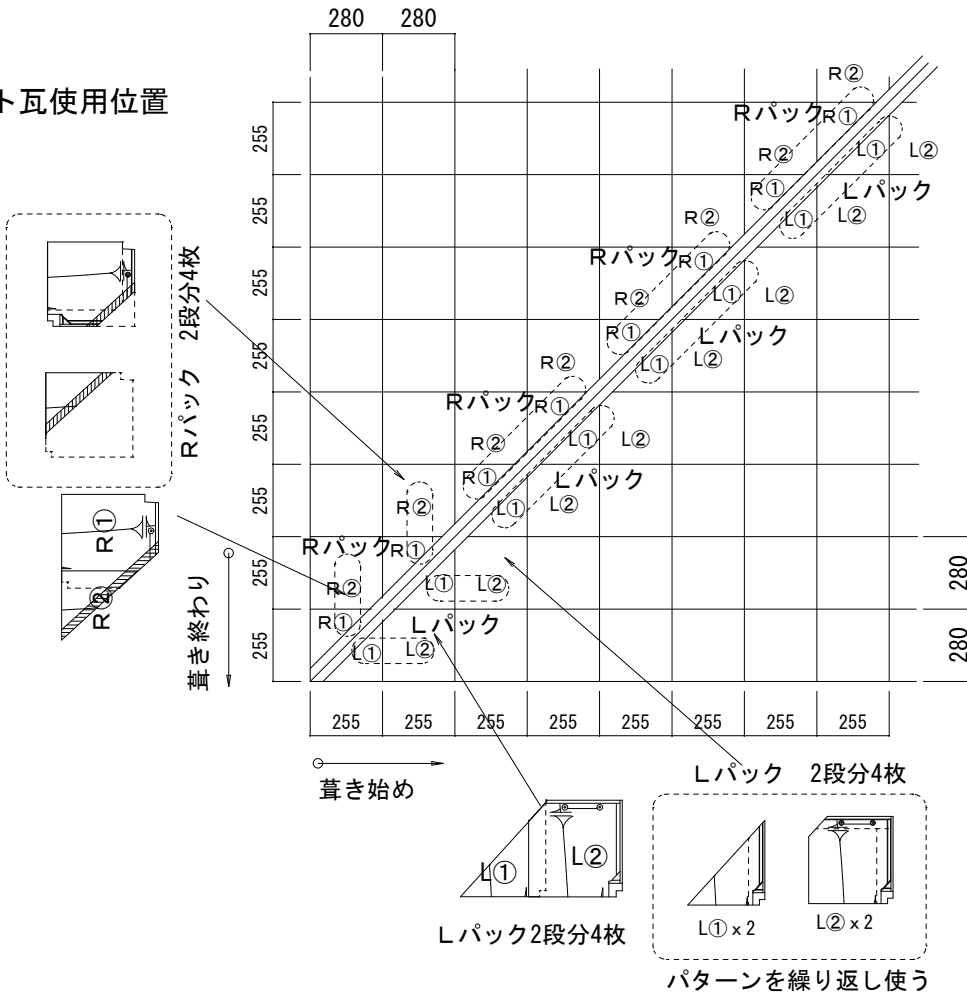 280 280
ト瓦使用位置
R② R① Rパック
R② R①
L① L② Lパック
L① L②
R② R① Rパック
R② R①
L① L② Lパック
L① L②
R② R① Rパック
R② R①
L① L② Lパック
L① L②
R② R①
Rパック
R② R①
L① L②
Lパック
L① L②
255
255
255
255
255
255
255
255
Rパック 2段分4枚
R①
R②
葺き終わり
280
280
255 255 255 255 255 255 255 255
葺き始め
L① L②
Lパック2段分4枚
Lパック 2段分4枚
L①x2 L②x2
パターンを繰り返し使う